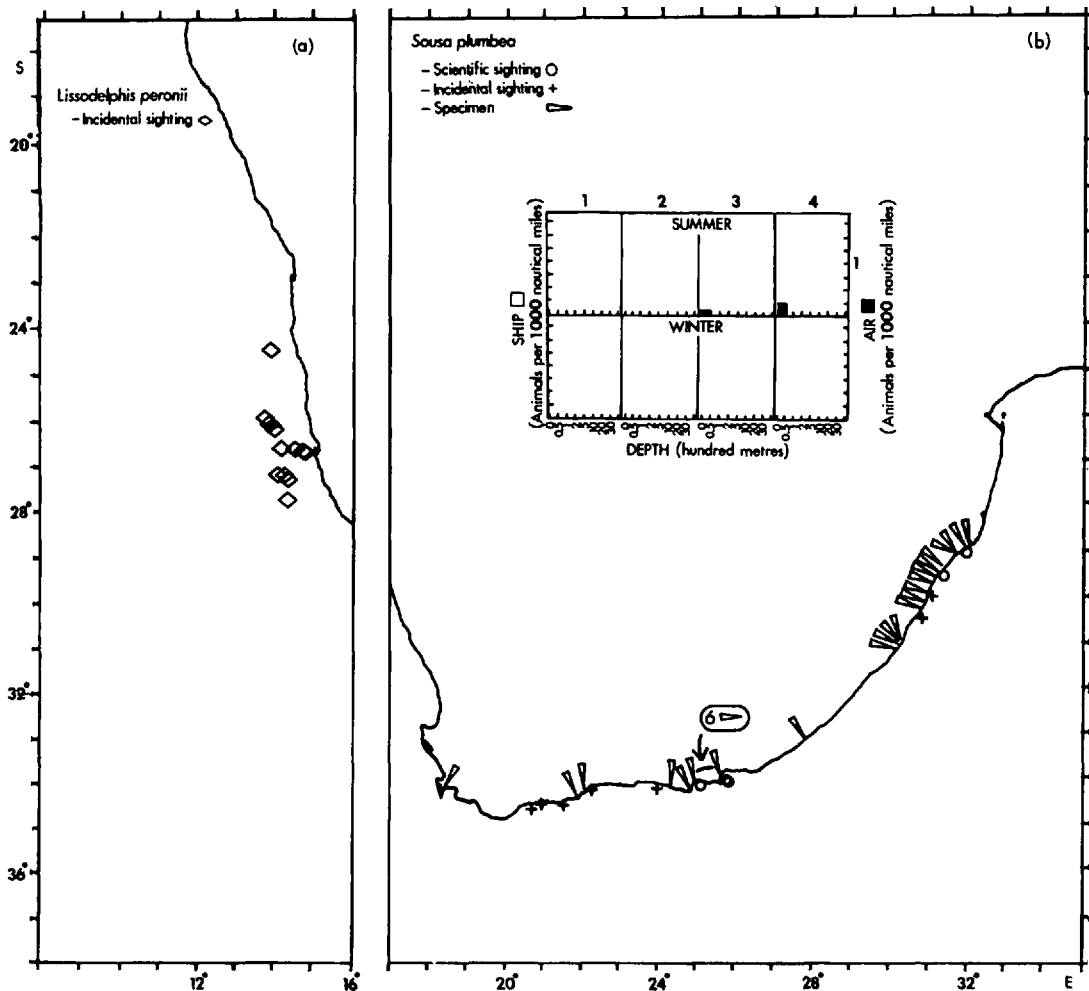 (a)
S
Lissodelphis peronii
– Incidental sighting
20°
24°
28°
32°
36°
12°
16°
(b)
Sousa plumbea
– Scientific sighting
– Incidental sighting
– Specimen
1 2 3 4
SUMMER
WINTER
SHIP
(Animals per 1000 nautical miles)
1
AIR
(Animals per 1000 nautical miles)
DEPTH (hundred metres)
6
20°
24°
28°
32°
E